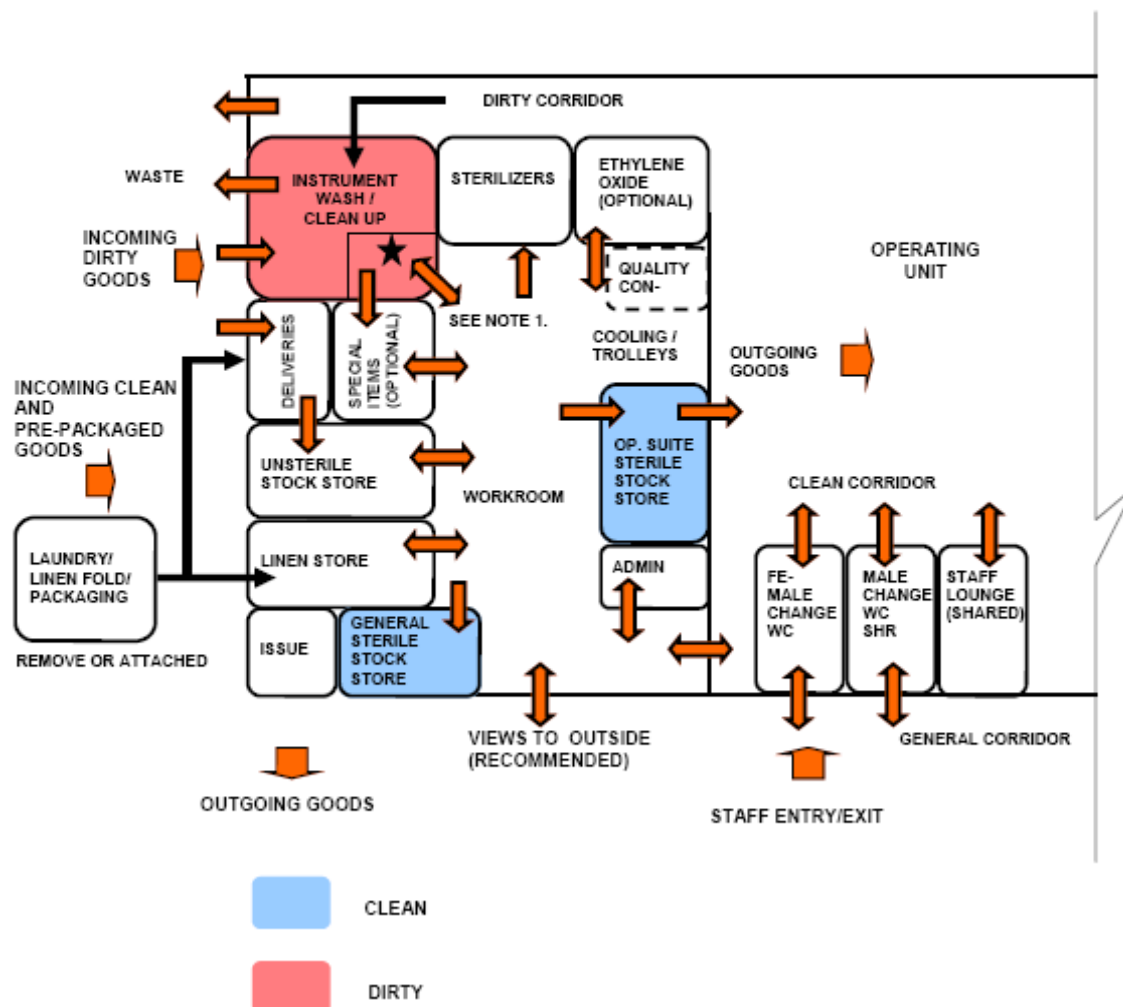 DIRTY CORRIDOR
WASTE
INSTRUMENT
WASH /
CLEAN UP
STERILIZERS
ETHYLENE
OXIDE
(OPTIONAL)
INCOMING
DIRTY
GOODS
OPERATING
UNIT
QUALITY
CON-
SEE NOTE 1.
COOLING /
TROLLEYS
DELIVERIES
SPECIAL
ITEMS
(OPTIONAL)
OUTGOING
GOODS
INCOMING CLEAN
AND
PRE-PACKAGED
GOODS
UNSTERILE
STOCK STORE
OP. SUITE
STERILE
STOCK
STORE
WORKROOM
CLEAN CORRIDOR
LAUNDRY/
LINEN FOLD/
PACKAGING
LINEN STORE
ADMIN
FE-
MALE
CHANGE
WC
MALE
CHANGE
WC
SHR
STAFF
LOUNGE
(SHARED)
REMOVE OR ATTACHED
ISSUE
GENERAL
STERILE
STOCK
STORE
VIEWS TO OUTSIDE
(RECOMMENDED)
GENERAL CORRIDOR
OUTGOING GOODS
STAFF ENTRY/EXIT
CLEAN
DIRTY